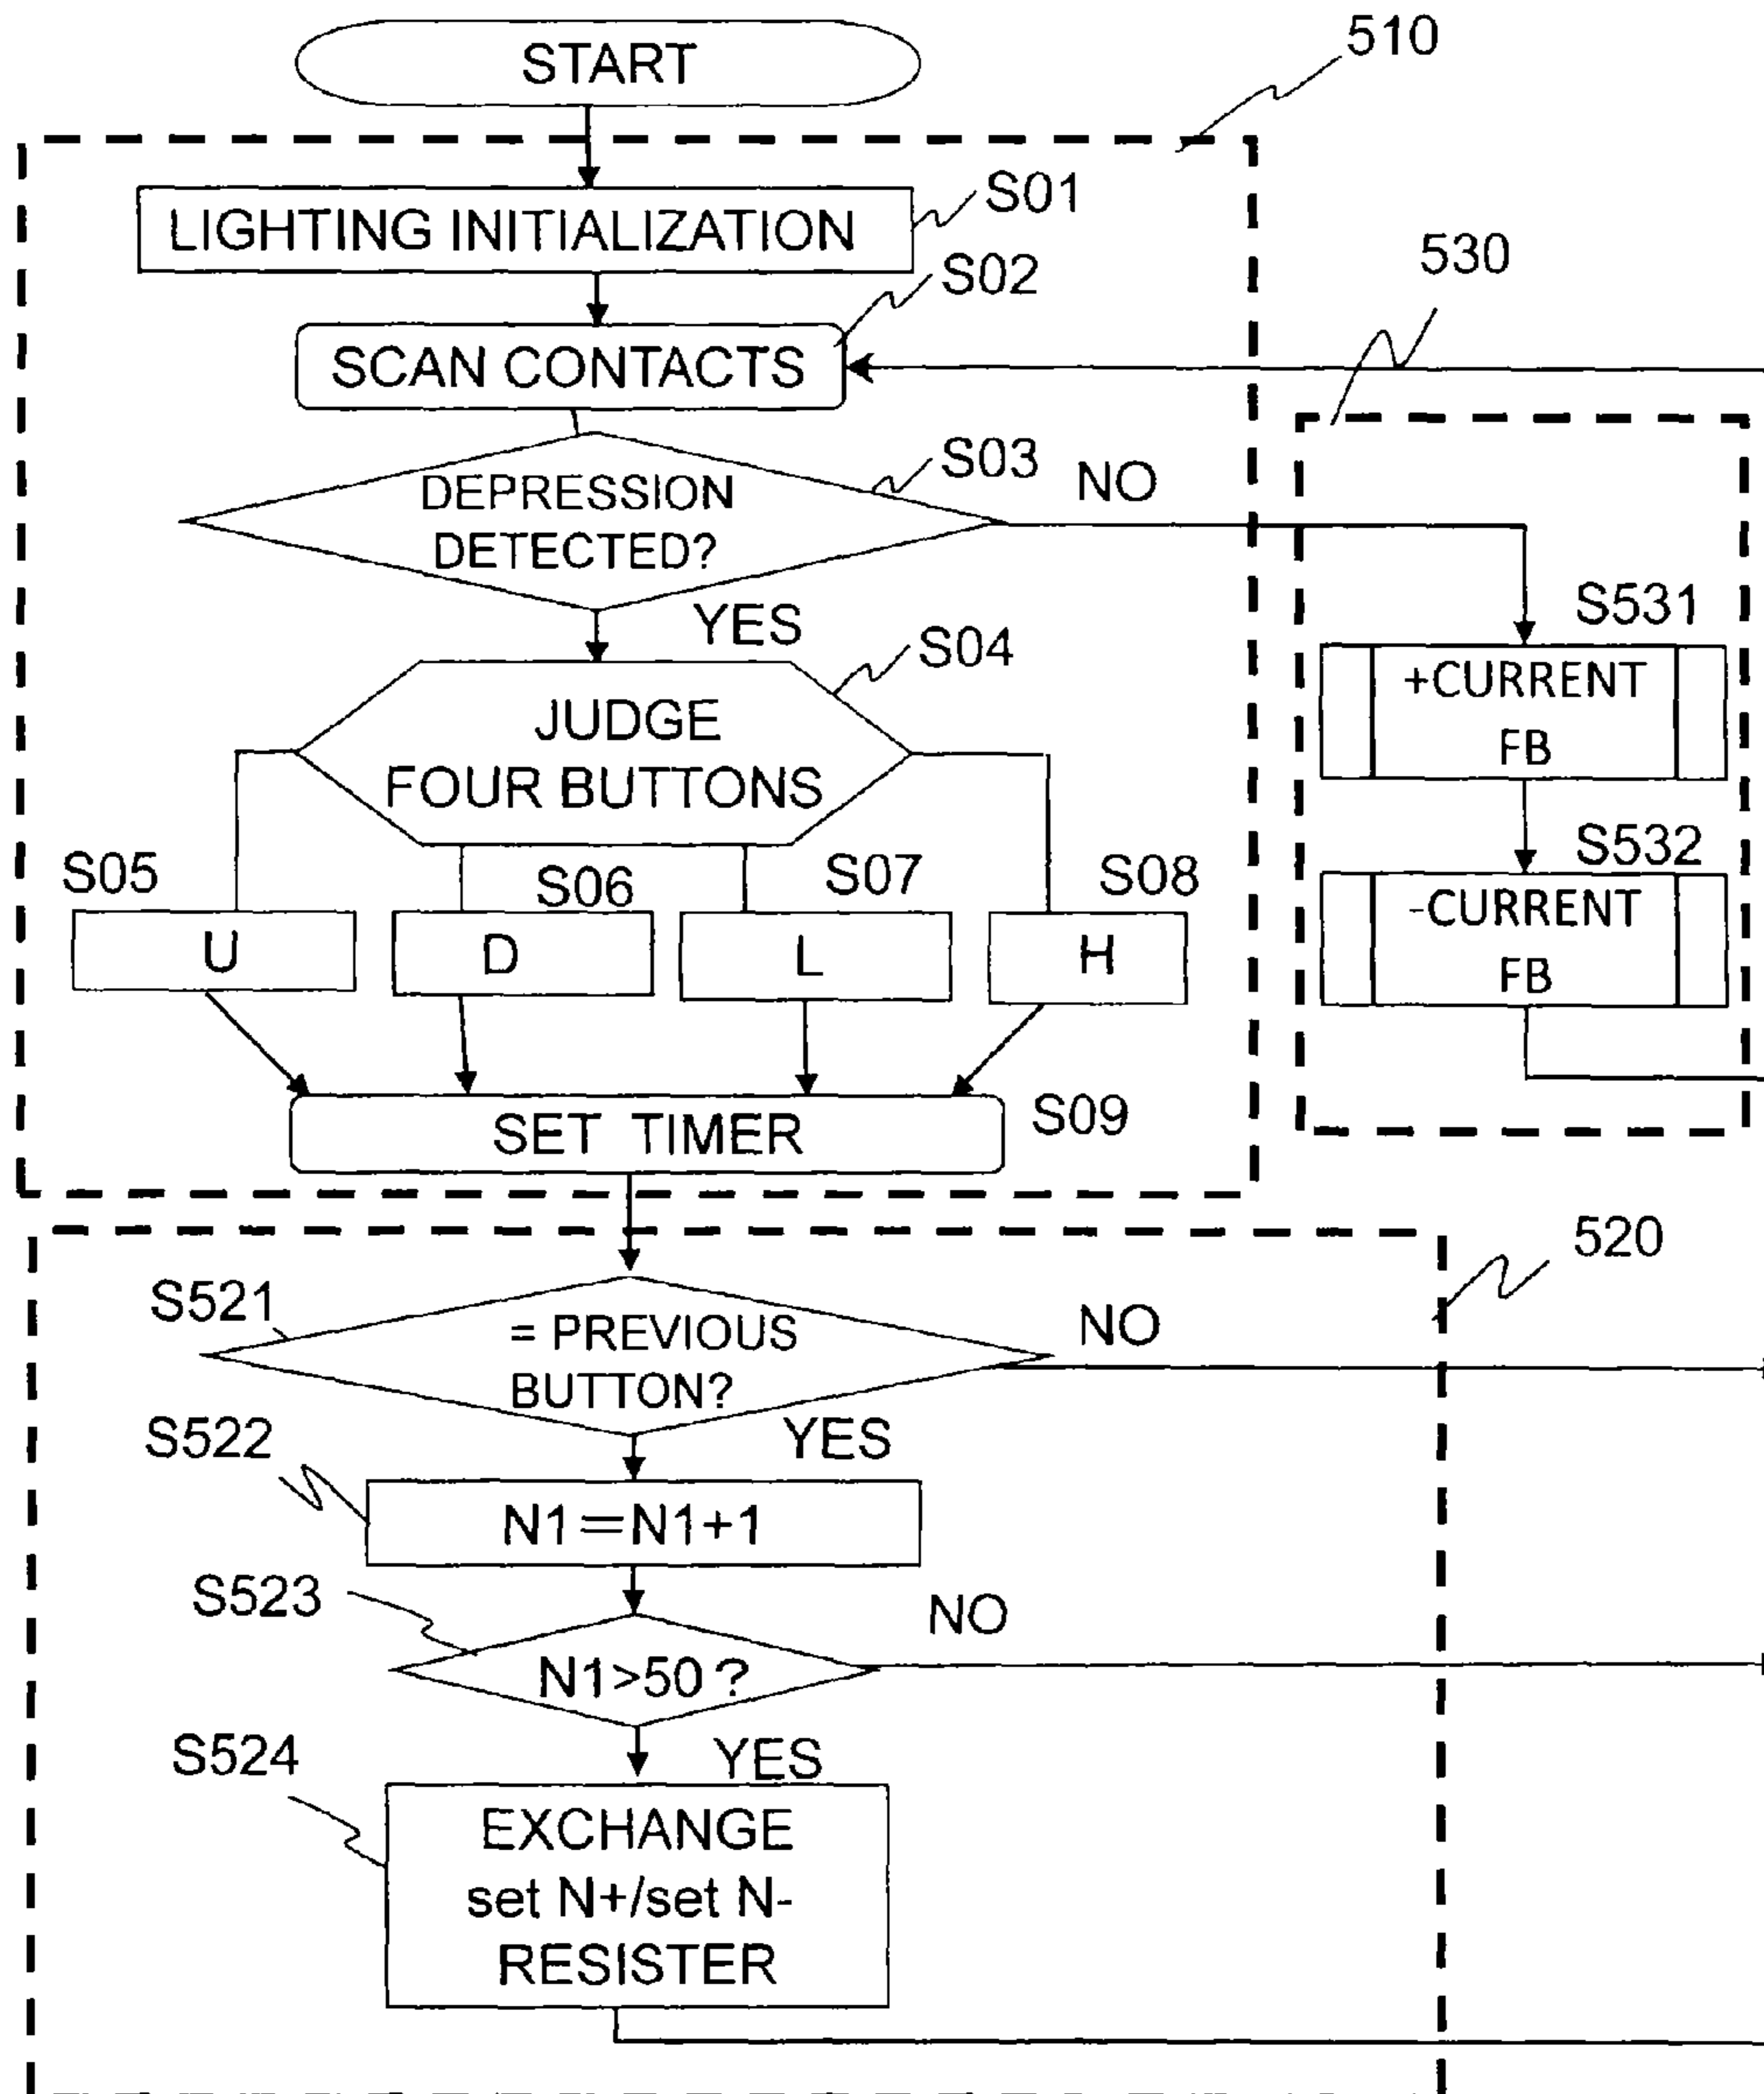 START
510
LIGHTING INITIALIZATION
S01
S02
530
SCAN CONTACTS
S03
DEPRESSION
DETECTED?
NO
YES
S04
JUDGE
FOUR BUTTONS
S531
+CURRENT
FB
S05
S06
S07
S08
S532
-CURRENT
FB
U
D
L
H
SET TIMER
S09
520
S521
= PREVIOUS
BUTTON?
NO
S522
YES
N1=N1+1
S523
NO
N1>50 ?
S524
YES
EXCHANGE
set N+/set N-
RESISTER